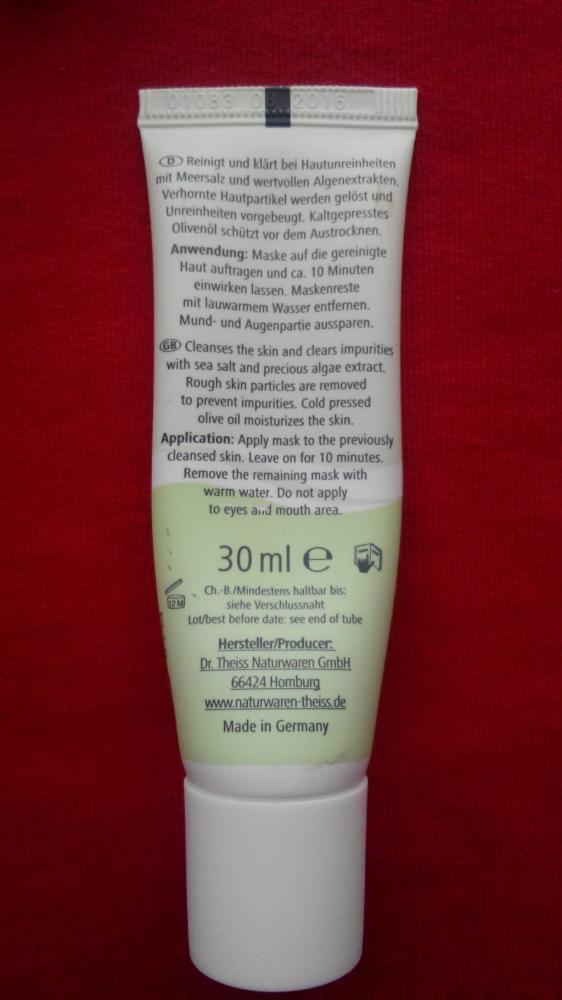 01083 08 2016
D Reinigt und klärt bei Hautunreinheiten
mit Meersalz und wertvollen Algenextrakten.
Verhornte Hautpartikel werden gelöst und
Unreinheiten vorgebeugt. Kaltgepresstes
Olivenöl schützt vor dem Austrocknen.
Anwendung: Maske auf die gereinigte
Haut auftragen und ca. 10 Minuten
einwirken lassen. Maskenreste
mit lauwarmem Wasser entfernen.
Mund- und Augenpartie aussparen.
GB Cleanses the skin and clears impurities
with sea salt and precious algae extract.
Rough skin particles are removed
to prevent impurities. Cold pressed
olive oil moisturizes the skin.
Application: Apply mask to the previously
cleansed skin. Leave on for 10 minutes.
Remove the remaining mask with
warm water. Do not apply
to eyes and mouth area.
30 ml e
12 M
Ch.-B./Mindestens haltbar bis:
siehe Verschlussnaht
Lot/best before date: see end of tube
Hersteller/Producer:
Dr. Theiss Naturwaren GmbH
66424 Homburg
www.naturwaren-theiss.de
Made in Germany